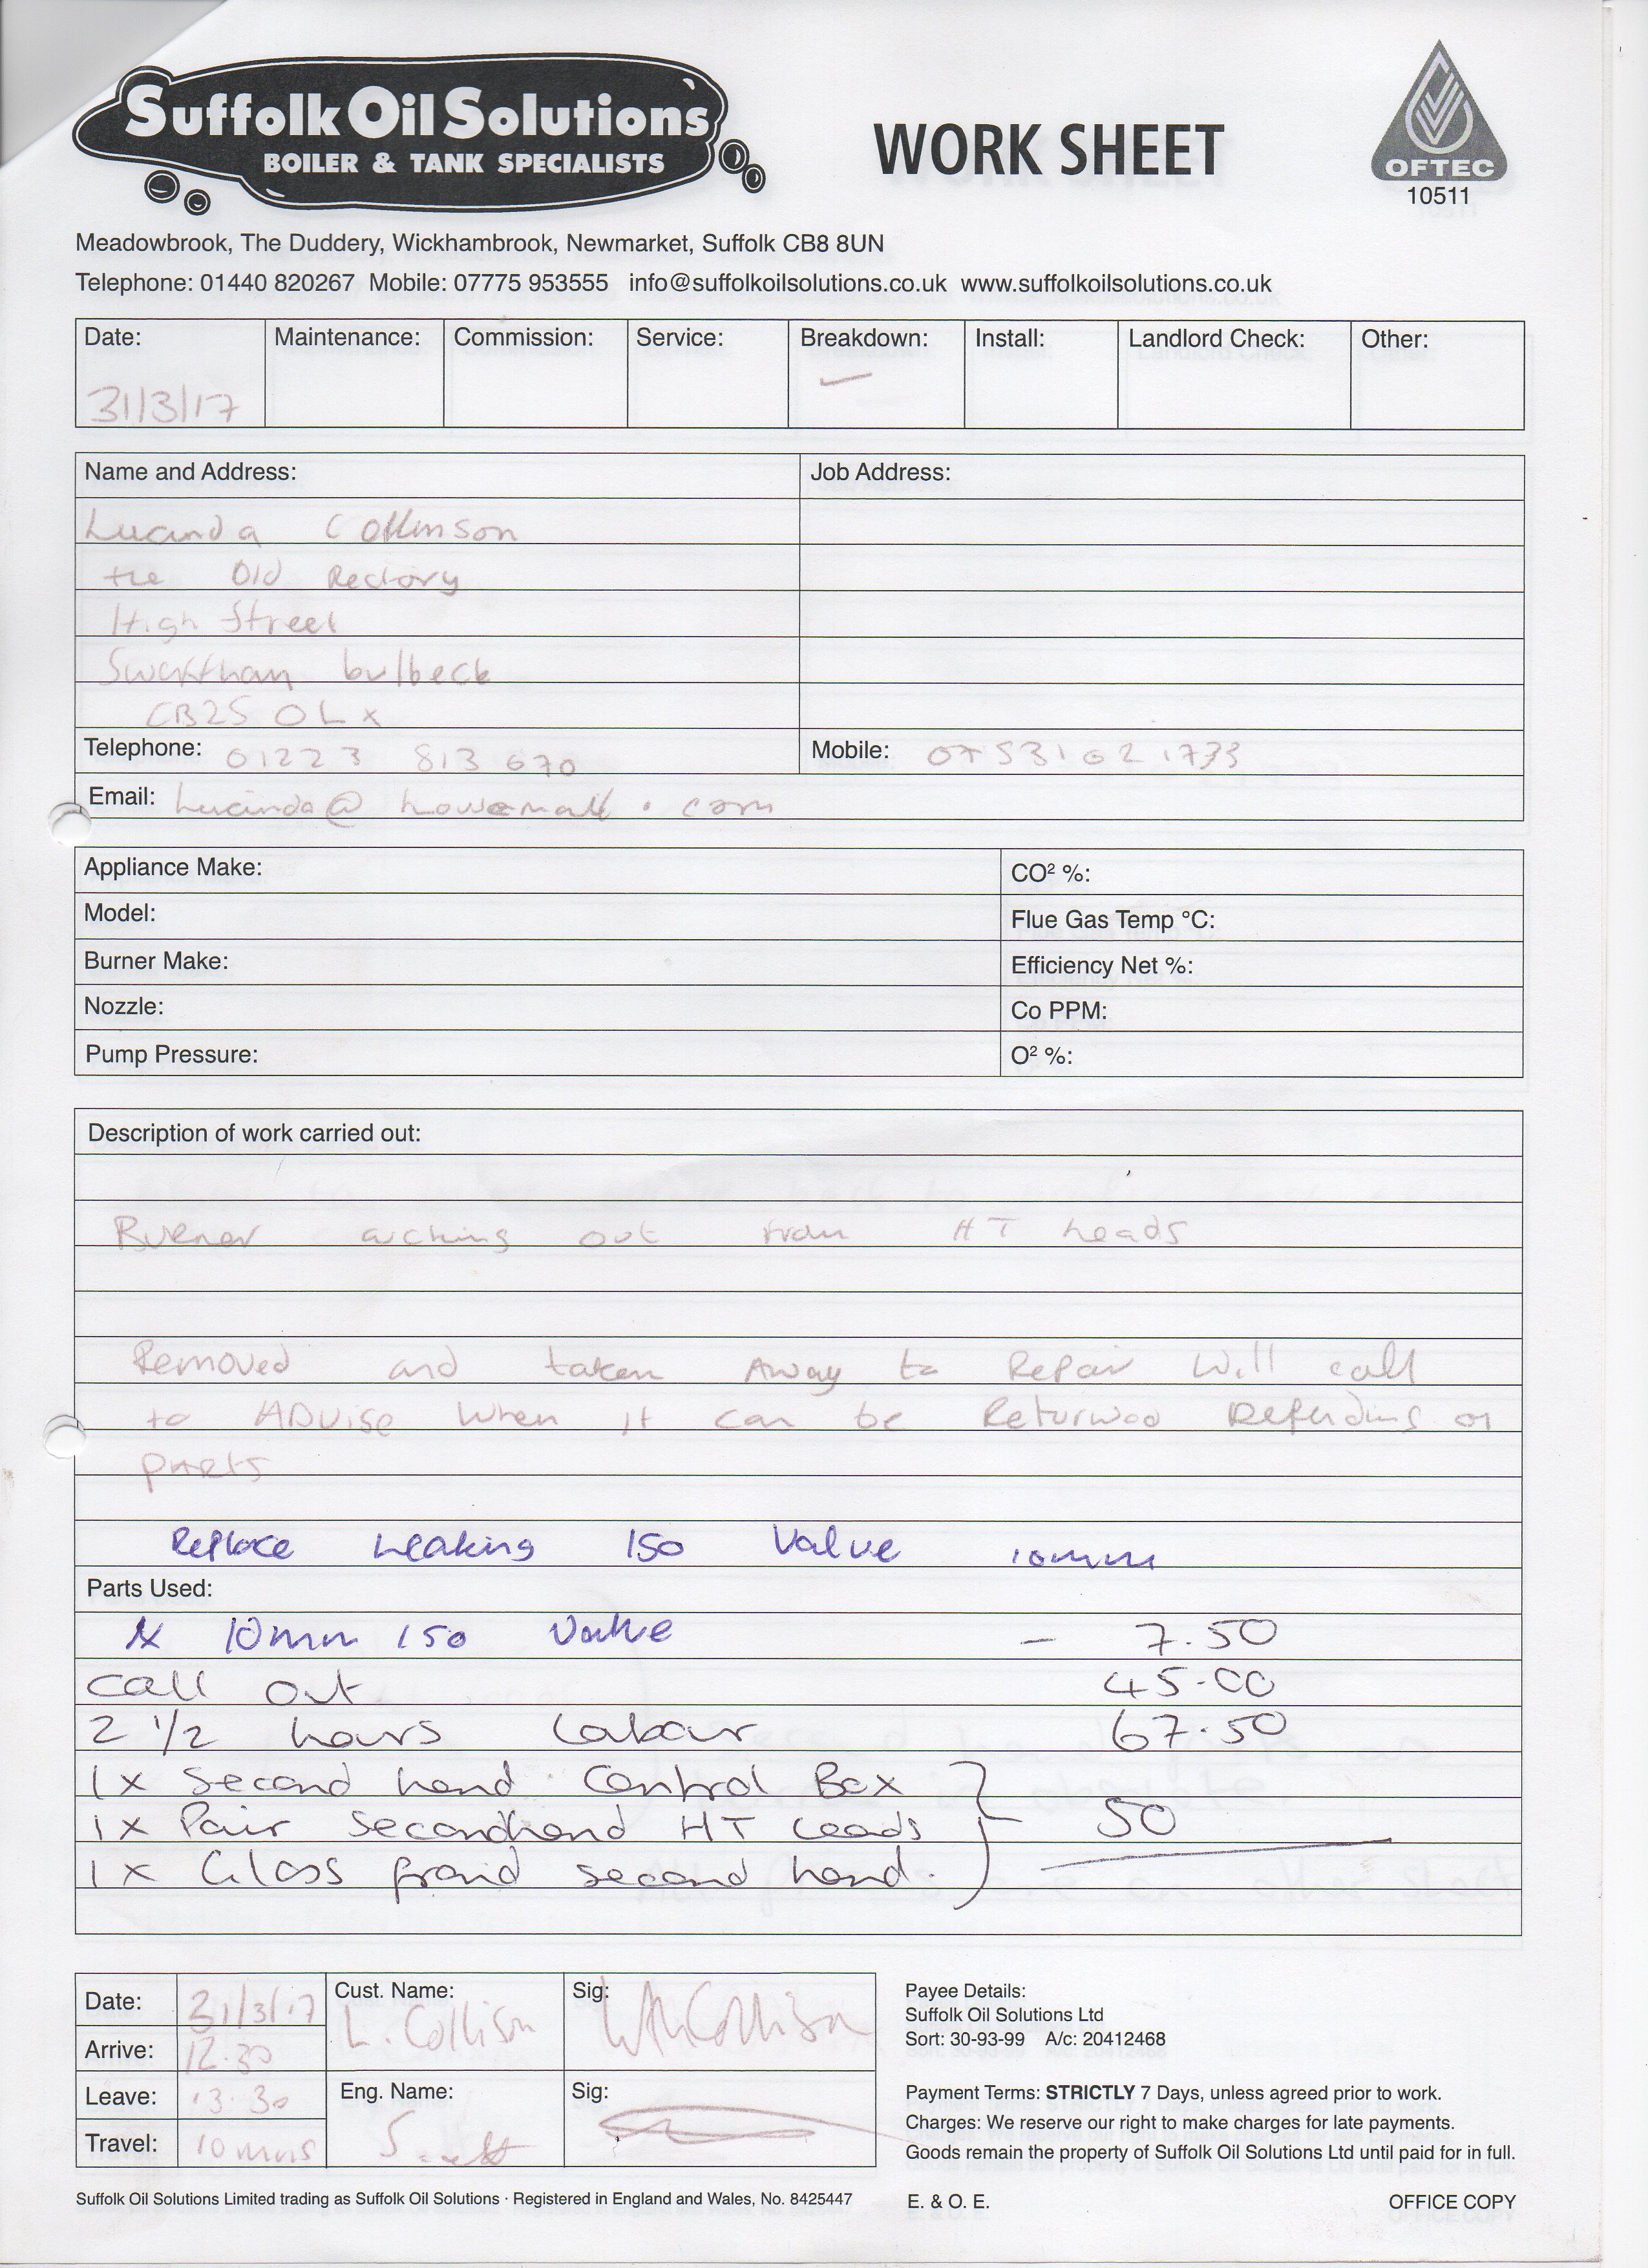 Suffolk Oil Solutions
BOILER & TANK SPECIALISTS
WORK SHEET
OFTEC
10511
Meadowbrook, The Duddery, Wickhambrook, Newmarket, Suffolk CB8 8UN
Telephone: 01440 820267 Mobile: 07775 953555 info@suffolkoilsolutions.co.uk www.suffolkoilsolutions.co.uk
Date: Maintenance: Commission: Service: Breakdown: Install: Landlord Check: Other:
31/3/17
Name and Address: Job Address:
Lucinda Collinson
the Old Rectory
High Street
Swaffham bulbeck
CB25 0LX
Telephone: 01223 813 670 Mobile: 07531021733
Email: Lucinda@
Appliance Make: CO² %:
Model: Flue Gas Temp °C:
Burner Make: Efficiency Net %:
Nozzle: Co PPM:
Pump Pressure: O² %:
Description of work carried out:
Burner arching out from HT leads
Removed and taken Away to Repair Will call
to ADvise When it can be Returned Depending on
parts
Replace Leaking Iso Valve 10mm
Parts Used:
1x 10mm Iso Valve - 7.50
Call Out 45.00
2 1/2 hours Labour 67.50
1x Second hand Control Box
1x Pair Secondhand HT Leads 50
1x Glass second hand.
Date: 31/3/17 Cust. Name: L. Collison Sig:
Arrive: 12.30
Leave: 13.30 Eng. Name: Sig:
Travel: 10 mins
Payee Details:
Suffolk Oil Solutions Ltd
Sort: 30-93-99 A/c: 20412468
Payment Terms: STRICTLY 7 Days, unless agreed prior to work.
Charges: We reserve our right to make charges for late payments.
Goods remain the property of Suffolk Oil Solutions Ltd until paid for in full.
Suffolk Oil Solutions Limited trading as Suffolk Oil Solutions · Registered in England and Wales, No. 8425447 E. & O. E. OFFICE COPY